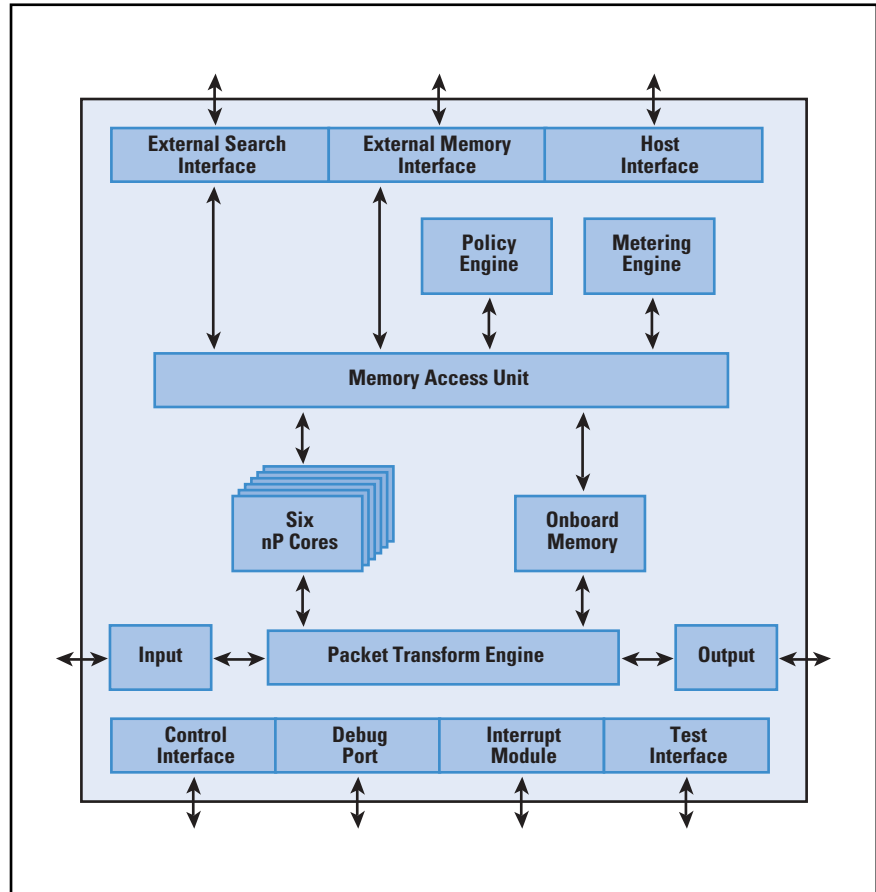 External Search
Interface
External Memory
Interface
Host
Interface
Policy
Engine
Metering
Engine
Memory Access Unit
Six
nP Cores
Onboard
Memory
Input
Packet Transform Engine
Output
Control
Interface
Debug
Port
Interrupt
Module
Test
Interface